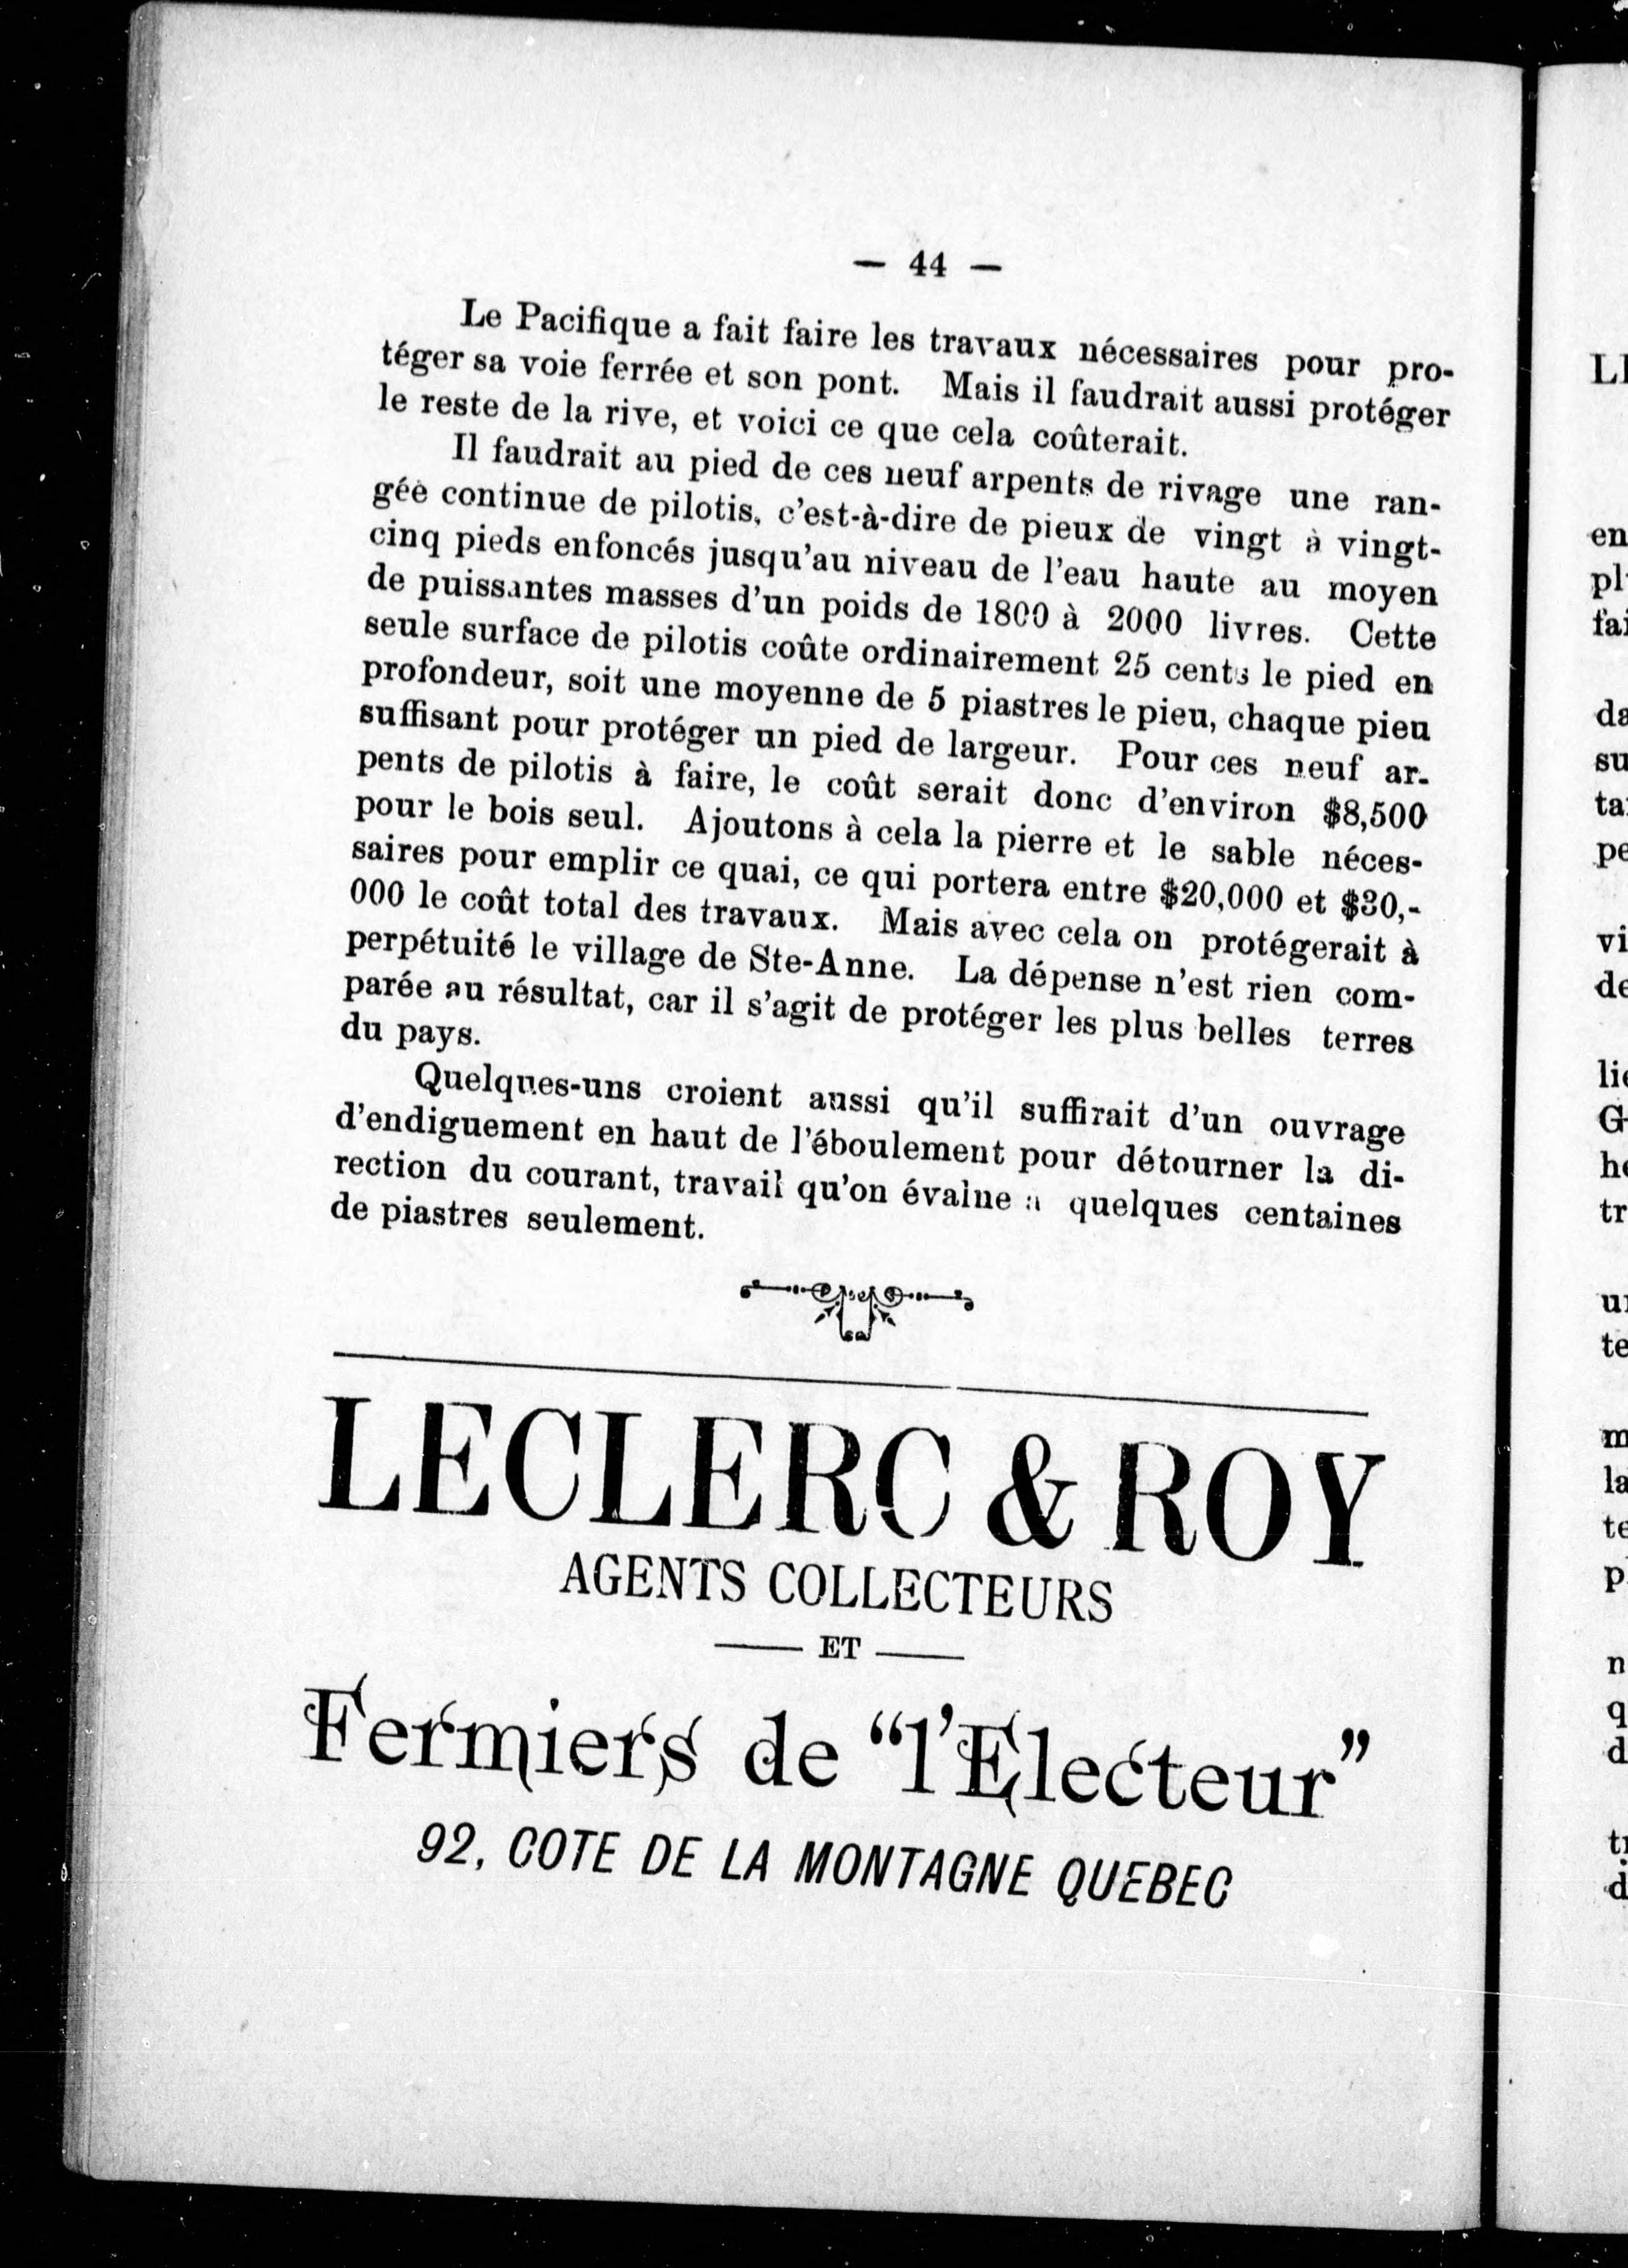 — 44 —
Le Pacifique a fait faire les travaux nécessaires pour pro-
téger sa voie ferrée et son pont. Mais il faudrait aussi protéger
le reste de la rive, et voici ce que cela coûterait.
Il faudrait au pied de ces neuf arpents de rivage une ran-
gée continue de pilotis, c'est-à-dire de pieux de vingt à vingt-
cinq pieds enfoncés jusqu'au niveau de l'eau haute au moyen
de puissantes masses d'un poids de 1800 à 2000 livres. Cette
seule surface de pilotis coûte ordinairement 25 cents le pied en
profondeur, soit une moyenne de 5 piastres le pieu, chaque pieu
suffisant pour protéger un pied de largeur. Pour ces neuf ar-
pents de pilotis à faire, le coût serait donc d'environ $8,500
pour le bois seul. Ajoutons à cela la pierre et le sable néces-
saires pour emplir ce quai, ce qui portera entre $20,000 et $30,-
000 le coût total des travaux. Mais avec cela on protégerait à
perpétuité le village de Ste-Anne. La dépense n'est rien com-
parée au résultat, car il s'agit de protéger les plus belles terres
du pays.
Quelques-uns croient aussi qu'il suffirait d'un ouvrage
d'endiguement en haut de l'éboulement pour détourner la di-
rection du courant, travail qu'on évalue à quelques centaines
de piastres seulement.
LECLERC & ROY
AGENTS COLLECTEURS
— ET —
Fermiers de "l'Electeur"
92, COTE DE LA MONTAGNE QUEBEC